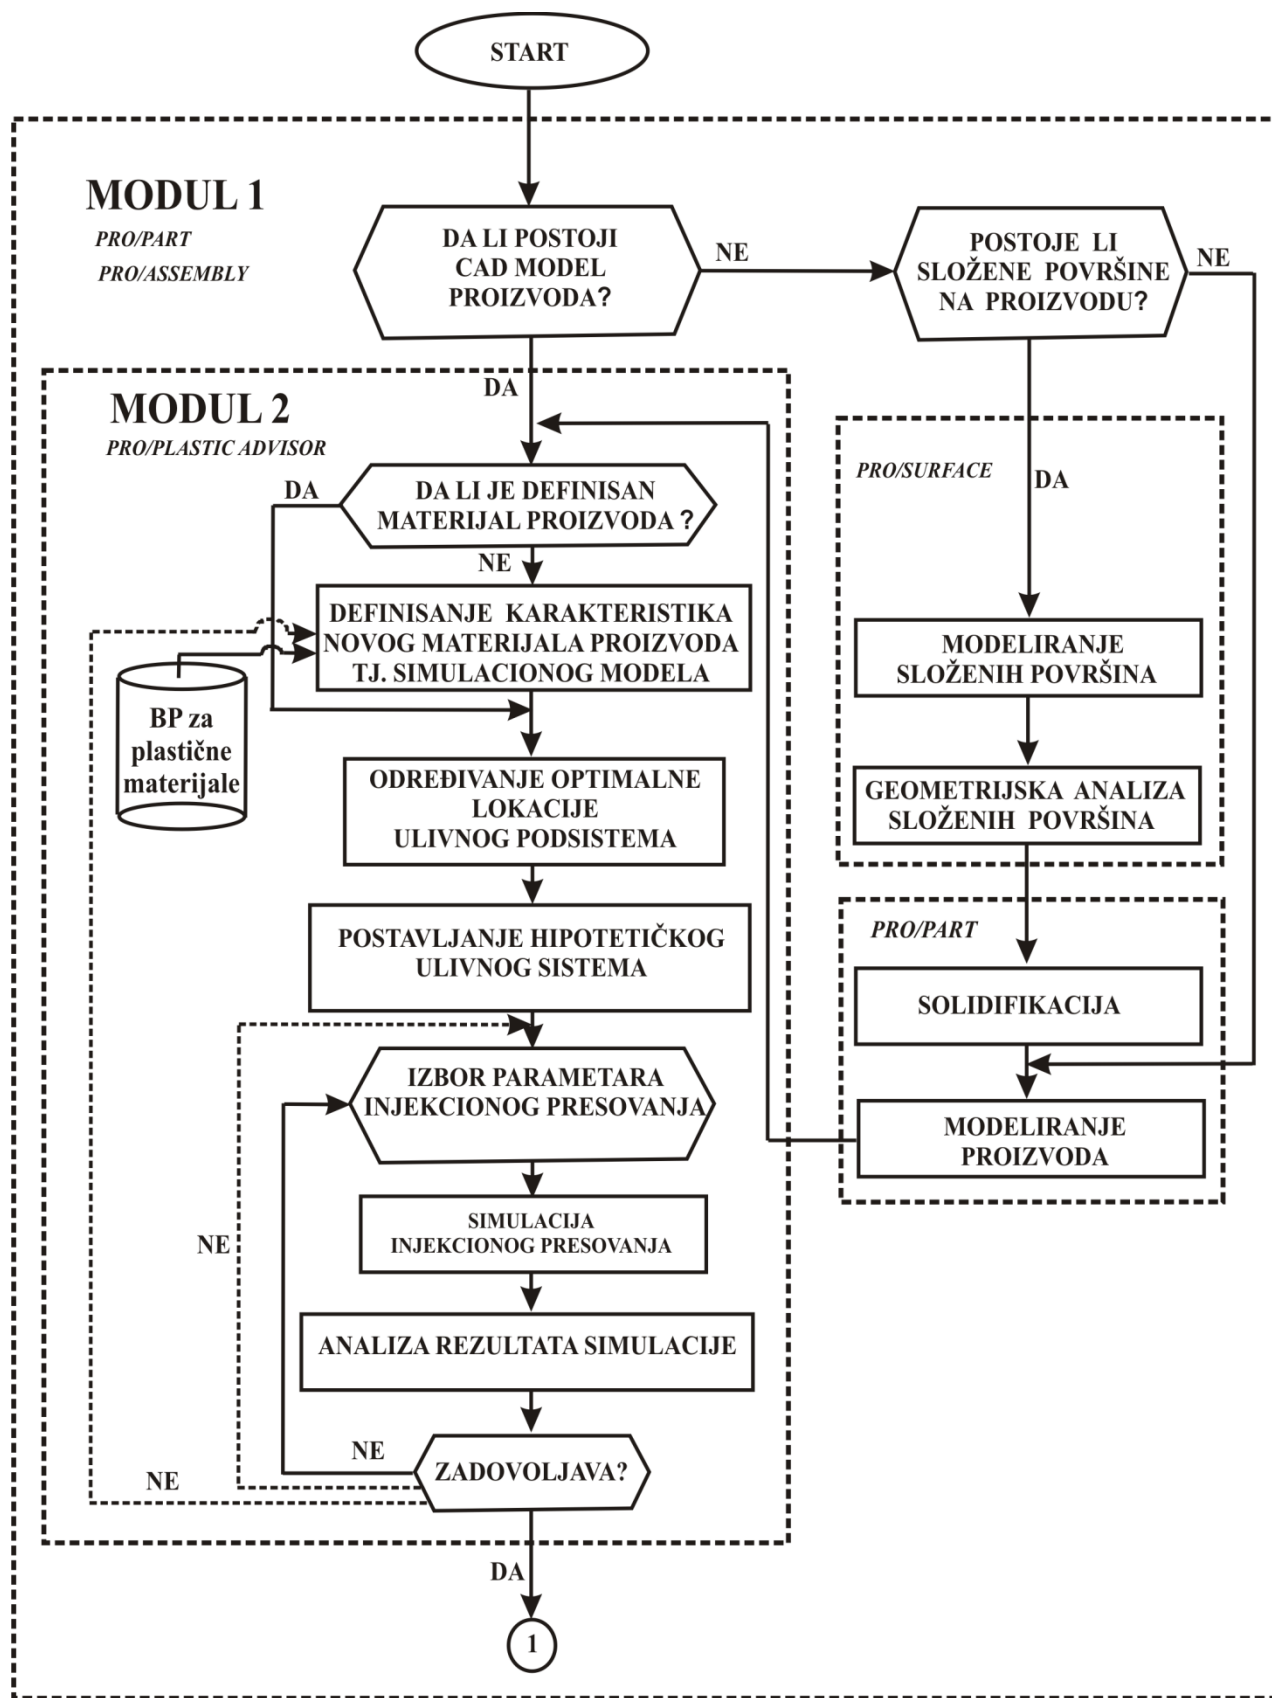 START
MODUL 1
PRO/PART
PRO/ASSEMBLY
DA LI POSTOJI
CAD MODEL
PROIZVODA?
NE
POSTOJE LI
SLOŽENE POVRŠINE
NA PROIZVODU?
NE
DA
MODUL 2
PRO/PLASTIC ADVISOR
DA
DA LI JE DEFINISAN
MATERIJAL PROIZVODA ?
NE
DEFINISANJE KARAKTERISTIKA
NOVOG MATERIJALA PROIZVODA
TJ. SIMULACIONOG MODELA
BP za
plastične
materijale
ODREĐIVANJE OPTIMALNE
LOKACIJE
ULIVNOG PODSISTEMA
POSTAVLJANJE HIPOTETIČKOG
ULIVNOG SISTEMA
IZBOR PARAMETARA
INJEKCIONOG PRESOVANJA
SIMULACIJA
INJEKCIONOG PRESOVANJA
NE
ANALIZA REZULTATA SIMULACIJE
NE
ZADOVOLJAVA?
NE
DA
1
PRO/SURFACE
DA
MODELIRANJE
SLOŽENIH POVRŠINA
GEOMETRIJSKA ANALIZA
SLOŽENIH POVRŠINA
PRO/PART
SOLIDIFIKACIJA
MODELIRANJE
PROIZVODA